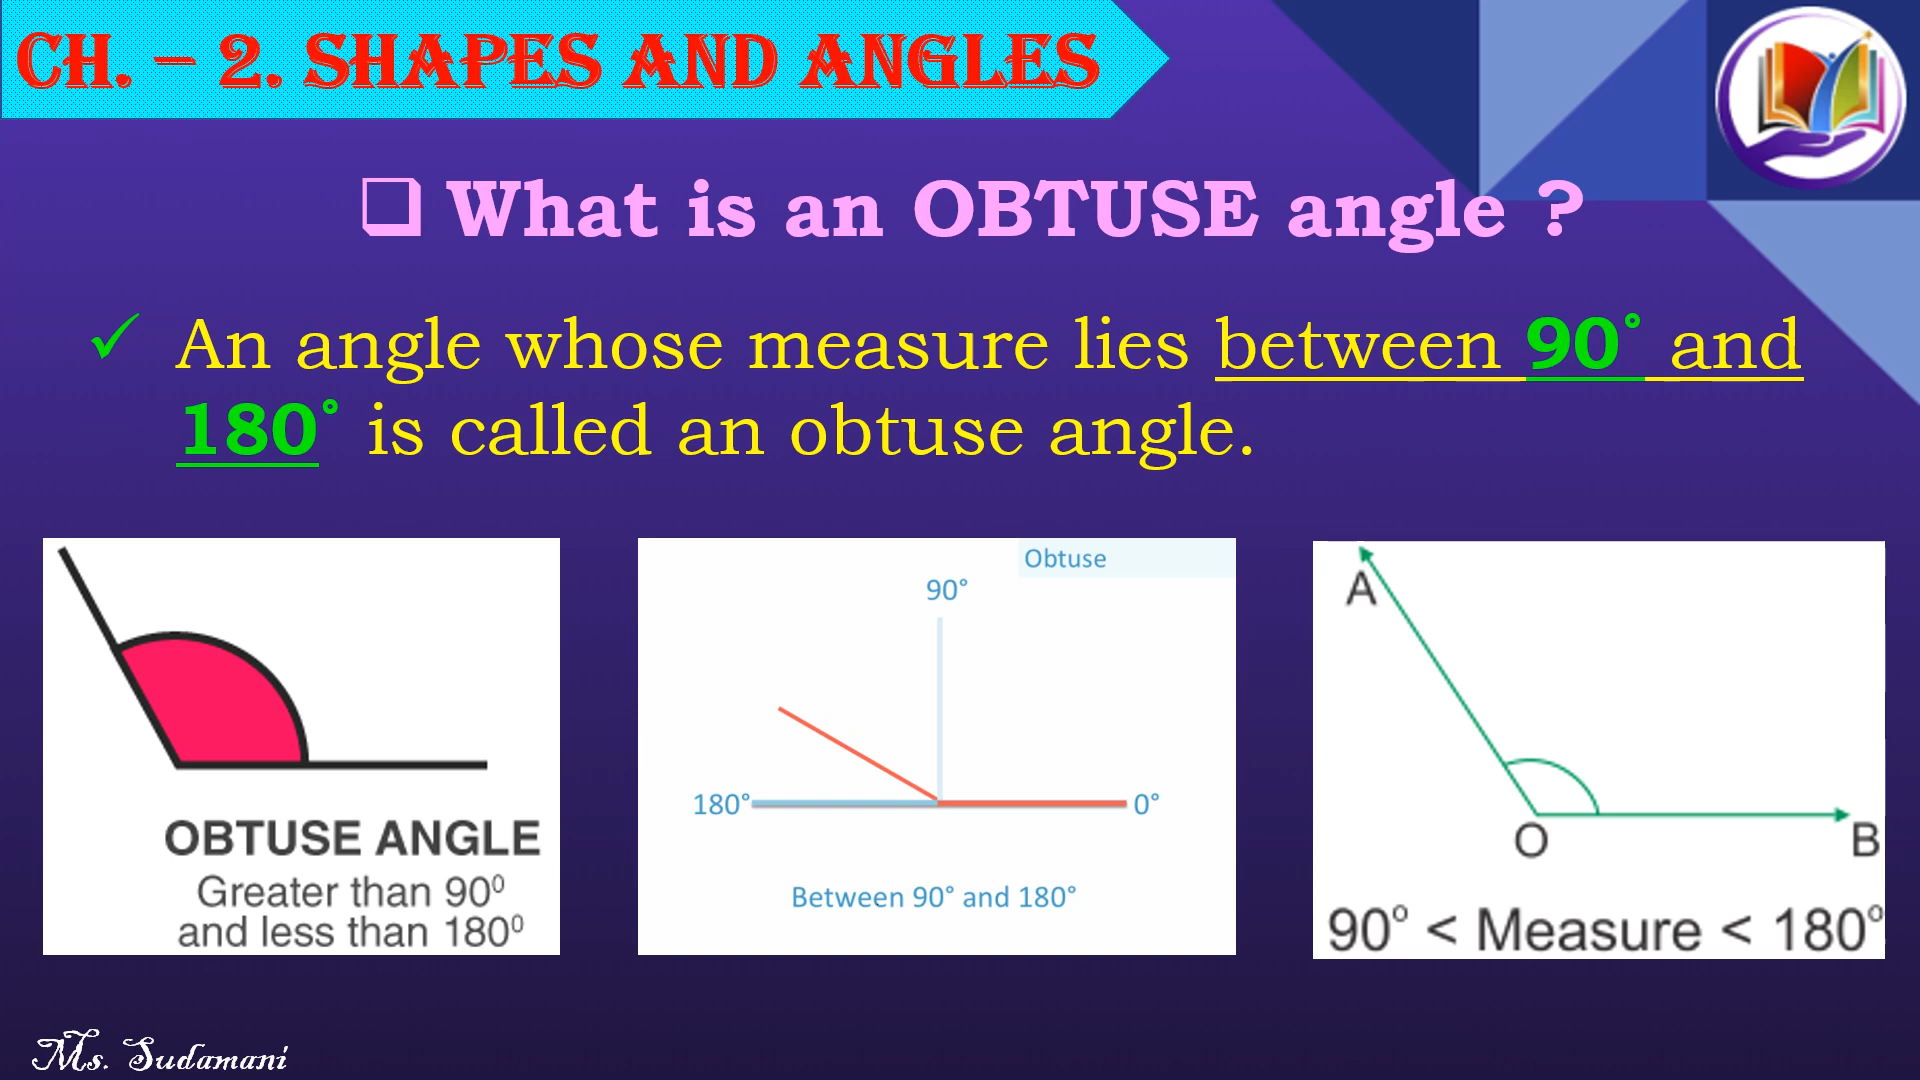 CH. – 2. SHAPES AND ANGLES
❑ What is an OBTUSE angle ?
✓ An angle whose measure lies between 90˚ and
180˚ is called an obtuse angle.
OBTUSE ANGLE
Greater than 90⁰
and less than 180⁰
Obtuse
90°
180°
0°
Between 90° and 180°
A
O
B
90° < Measure < 180°
Ms. Sudamani